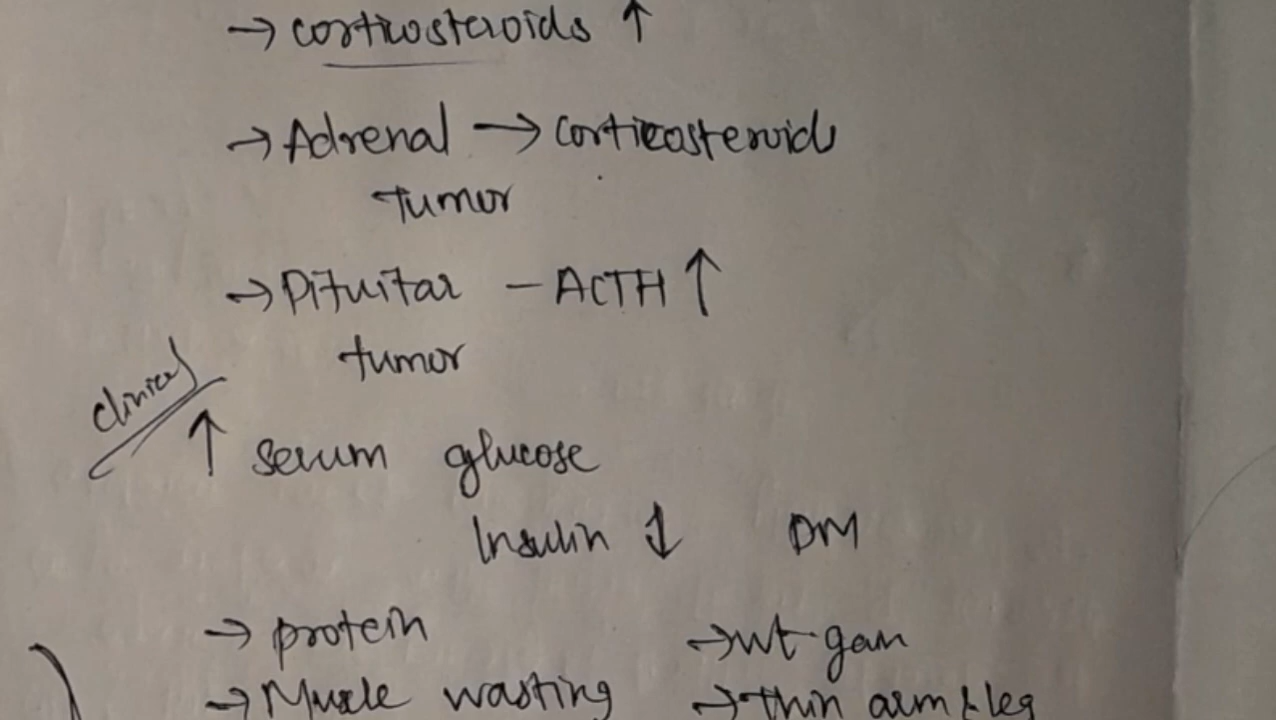 → corticosteroids ↑
→ Adrenal → corticosteroid
tumor
→ Pituitar - ACTH ↑
tumor
clinical
↑ serum glucose
Insulin ↓ DM
→ protein → wt gain
→ Muscle wasting → thin arm & leg